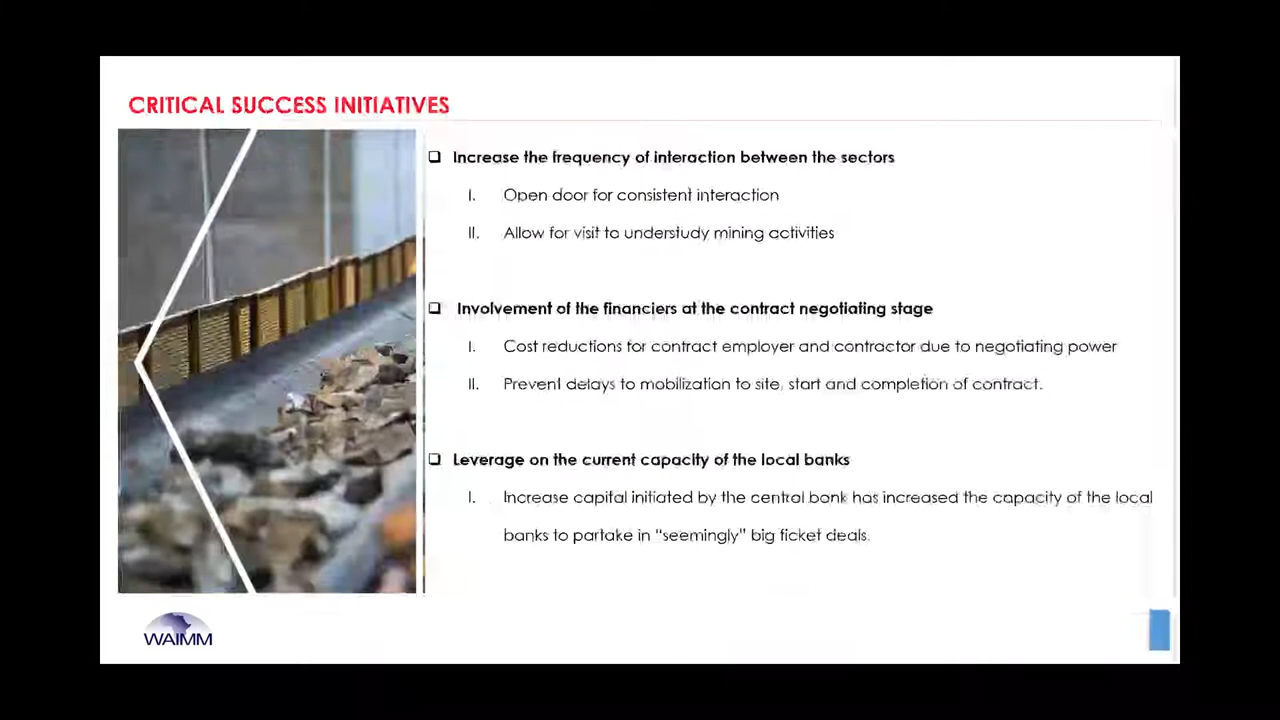 CRITICAL SUCCESS INITIATIVES
Increase the frequency of interaction between the sectors
I. Open door for consistent interaction
II. Allow for visit to understudy mining activities
Involvement of the financiers at the contract negotiating stage
I. Cost reductions for contract employer and contractor due to negotiating power
II. Prevent delays to mobilization to site, start and completion of contract.
Leverage on the current capacity of the local banks
I. Increase capital initiated by the central bank has increased the capacity of the local
banks to partake in “seemingly” big ticket deals.
WAIMM